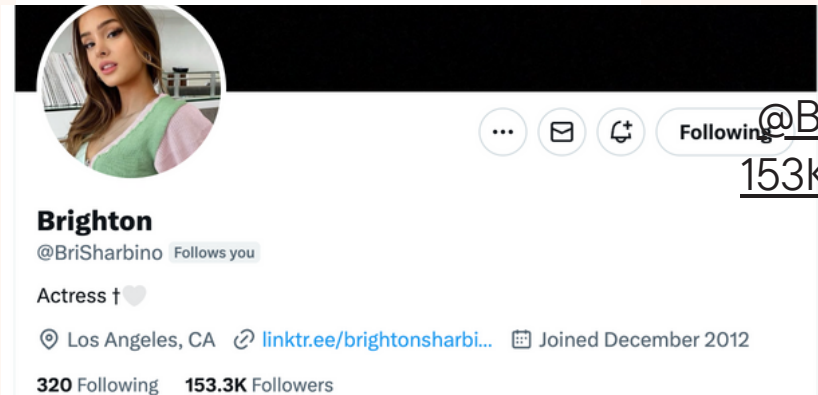 Following
@B
153K
Brighton
@BriSharbino Follows you
Actress †🤍
Los Angeles, CA linktr.ee/brightonsharbi... Joined December 2012
320 Following 153.3K Followers